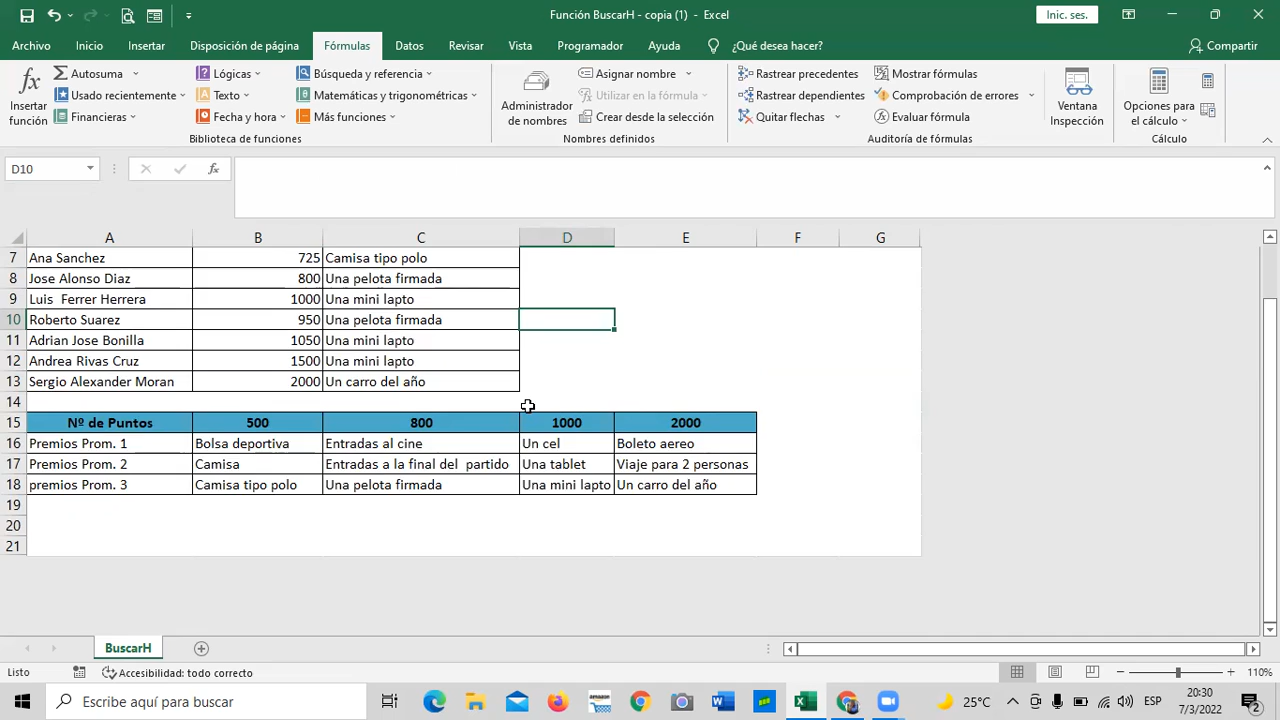 Función BuscarH - copia (1) - Excel
Inic. ses.
Archivo Inicio Insertar Disposición de página Fórmulas Datos Revisar Vista Programador Ayuda ¿Qué desea hacer? Compartir
Insertar función
Autosuma
Usado recientemente
Financieras
Lógicas
Texto
Fecha y hora
Búsqueda y referencia
Matemáticas y trigonométricas
Más funciones
Biblioteca de funciones
Administrador de nombres
Asignar nombre
Utilizar en la fórmula
Crear desde la selección
Nombres definidos
Rastrear precedentes
Rastrear dependientes
Quitar flechas
Mostrar fórmulas
Comprobación de errores
Evaluar fórmula
Auditoría de fórmulas
Ventana Inspección
Opciones para el cálculo
Cálculo
D10 fx
A B C D E F G
7 Ana Sanchez 725 Camisa tipo polo
8 Jose Alonso Diaz 800 Una pelota firmada
9 Luis Ferrer Herrera 1000 Una mini lapto
10 Roberto Suarez 950 Una pelota firmada
11 Adrian Jose Bonilla 1050 Una mini lapto
12 Andrea Rivas Cruz 1500 Una mini lapto
13 Sergio Alexander Moran 2000 Un carro del año
14
15 Nº de Puntos 500 800 1000 2000
16 Premios Prom. 1 Bolsa deportiva Entradas al cine Un cel Boleto aereo
17 Premios Prom. 2 Camisa Entradas a la final del partido Una tablet Viaje para 2 personas
18 premios Prom. 3 Camisa tipo polo Una pelota firmada Una mini lapto Un carro del año
19
20
21
BuscarH
Listo Accesibilidad: todo correcto 110%
Escribe aquí para buscar 25°C ESP 20:30
7/3/2022 2